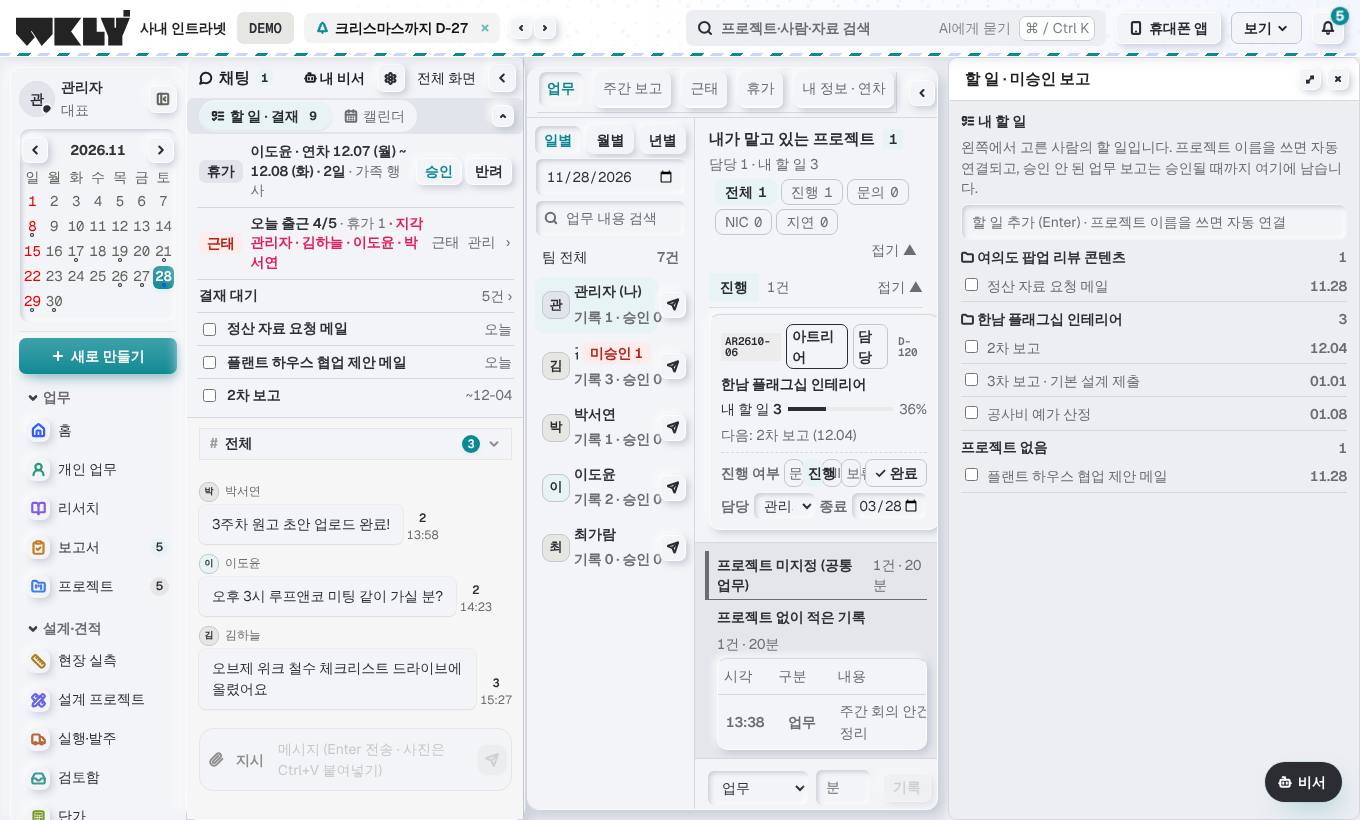 WKLY 사내 인트라넷 DEMO 크리스마스까지 D-27 × ‹ › 프로젝트·사람·자료 검색 AI에게 묻기 ⌘ / Ctrl K 휴대폰 앱 보기 5
관 관리자
대표
2026.11
일 월 화 수 목 금 토
1 2 3 4 5 6 7
8 9 10 11 12 13 14
15 16 17 18 19 20 21
22 23 24 25 26 27 28
29 30
+ 새로 만들기
업무
홈
개인 업무
리서치
보고서 5
프로젝트 5
설계·견적
현장 실측
설계 프로젝트
실행·발주
검토함
단가
채팅 1 내 비서 전체 화면
할 일 · 결재 9 캘린더
휴가 이도윤 · 연차 12.07 (월) ~ 12.08 (화) · 2일 · 가족 행사 승인 반려
근태 오늘 출근 4/5 · 휴가 1 · 지각 관리자 · 김하늘 · 이도윤 · 박서연 근태 관리 ›
결재 대기 5건 ›
정산 자료 요청 메일 오늘
플랜트 하우스 협업 제안 메일 오늘
2차 보고 ~12-04
# 전체 3
박 박서연
3주차 원고 초안 업로드 완료! 2 13:58
이 이도윤
오후 3시 루프앤코 미팅 같이 가실 분? 2 14:23
김 김하늘
오브제 위크 철수 체크리스트 드라이브에
올렸어요 3 15:27
지시 메시지 (Enter 전송 · 사진은
Ctrl+V 붙여넣기)
업무 주간 보고 근태 휴가 내 정보 · 연차
일별 월별 년별
11/28/2026
업무 내용 검색
팀 전체 7건
관 관리자 (나)
기록 1 · 승인 0
김 미승인 1
기록 3 · 승인 0
박 박서연
기록 1 · 승인 0
이 이도윤
기록 2 · 승인 0
최 최가람
기록 0 · 승인 0
내가 맡고 있는 프로젝트 1
담당 1 · 내 할 일 3
전체 1 진행 1 문의 0
NIC 0 지연 0
접기 ▲
진행 1건 접기 ▲
AR2610-06 아트리어 담당 D-120
한남 플래그십 인테리어
내 할 일 3 36%
다음: 2차 보고 (12.04)
진행 여부 문 진행 보류 ✓ 완료
담당 관리 종료 03/28
프로젝트 미지정 (공통 업무) 1건 · 20분
프로젝트 없이 적은 기록
1건 · 20분
시각 구분 내용
13:38 업무 주간 회의 안건
정리
업무 분 기록
할 일 · 미승인 보고
내 할 일
왼쪽에서 고른 사람의 할 일입니다. 프로젝트 이름을 쓰면 자동
연결되고, 승인 안 된 업무 보고는 승인될 때까지 여기에 남습니
다.
할 일 추가 (Enter) · 프로젝트 이름을 쓰면 자동 연결
여의도 팝업 리뷰 콘텐츠 1
정산 자료 요청 메일 11.28
한남 플래그십 인테리어 3
2차 보고 12.04
3차 보고 · 기본 설계 제출 01.01
공사비 예가 산정 01.08
프로젝트 없음 1
플랜트 하우스 협업 제안 메일 11.28
비서